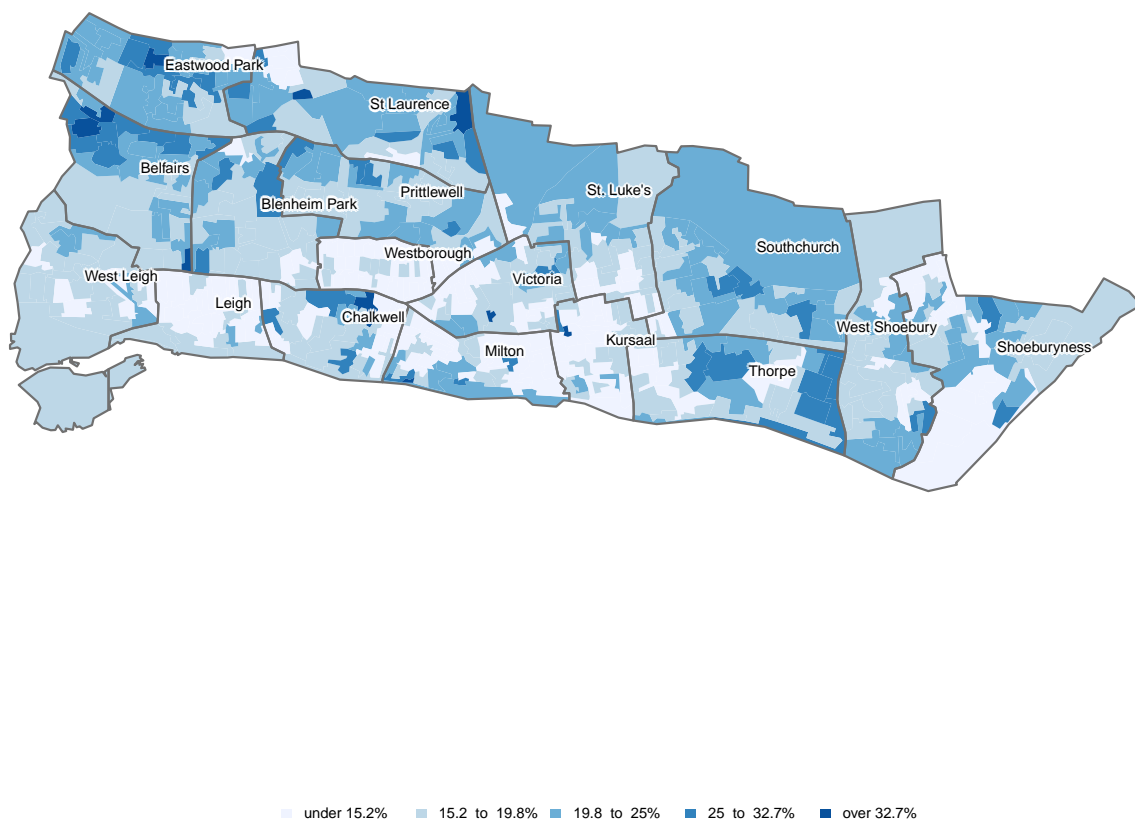 Eastwood Park
St Laurence
Belfairs
Prittlewell
St. Luke's
Blenheim Park
Southchurch
Westborough
West Leigh
Victoria
Leigh
Chalkwell
West Shoebury
Kursaal
Shoeburyness
Milton
Thorpe
under 15.2% 15.2 to 19.8% 19.8 to 25% 25 to 32.7% over 32.7%